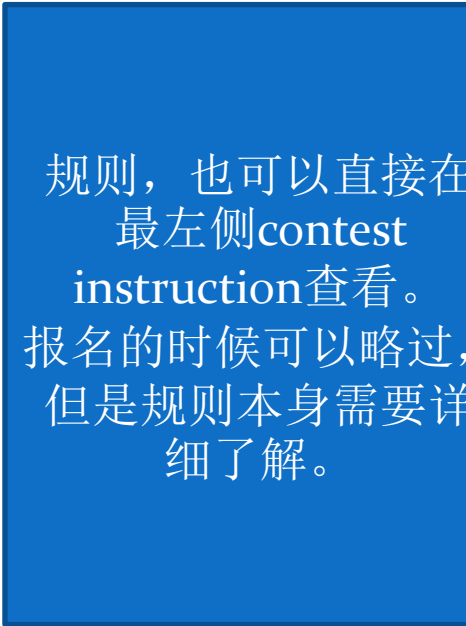 规则，也可以直接在
最左侧contest
instruction查看。
报名的时候可以略过，
但是规则本身需要详
细了解。